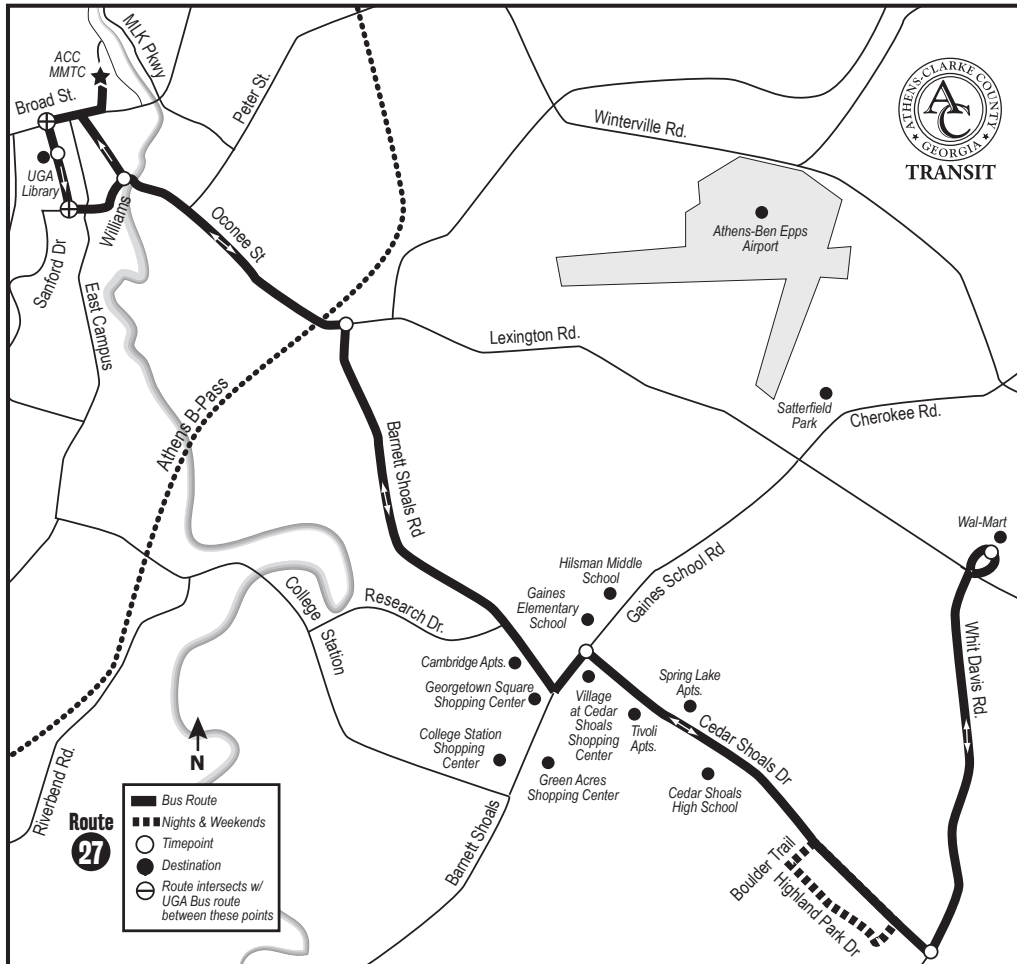 MLK Pkwy
ACC
MMTC
Broad St.
Peter St.
Winterville Rd.
ATHENS-CLARKE COUNTY
AC
GEORGIA
TRANSIT
UGA
Library
Williams
Oconee St
Athens-Ben Epps
Airport
Sanford Dr
East Campus
Lexington Rd.
Athens B-Pass
Satterfield
Park
Cherokee Rd.
Barnett Shoals Rd
Wal-Mart
Hilsman Middle
School
Gaines School Rd
Gaines
Elementary
School
College
Station
Research Dr.
Whit Davis Rd.
Cambridge Apts.
Georgetown Square
Shopping Center
Village
at Cedar
Shoals
Shopping
Center
Spring Lake
Apts.
Tivoli
Apts.
Cedar Shoals Dr
College Station
Shopping
Center
Green Acres
Shopping Center
Cedar Shoals
High School
N
Riverbend Rd.
Barnett Shoals
Boulder Trail
Highland Park Dr
Route
27
Bus Route
Nights & Weekends
Timepoint
Destination
Route intersects w/
UGA Bus route
between these points